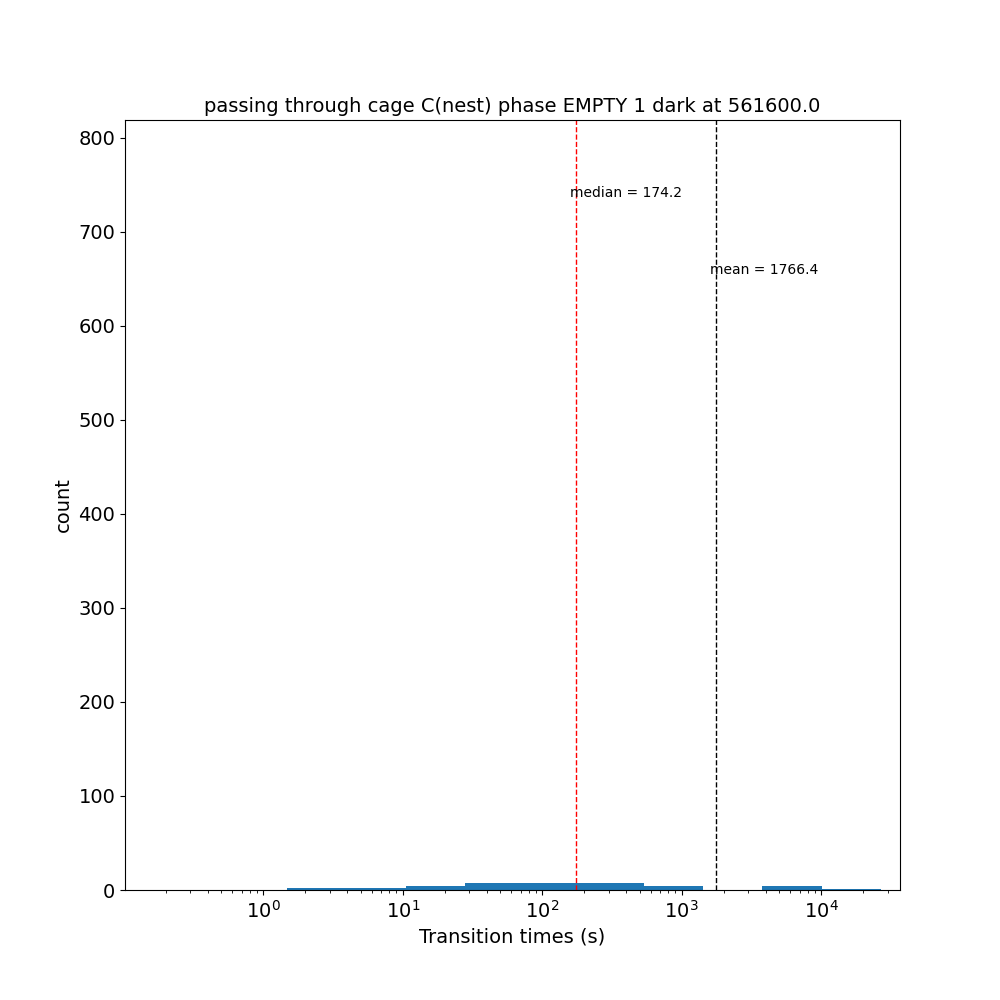 passing through cage C(nest) phase EMPTY 1 dark at 561600.0
800
median = 174.2
700
mean = 1766.4
600
500
count
400
300
200
100
0
10^0 10^1 10^2 10^3 10^4
Transition times (s)